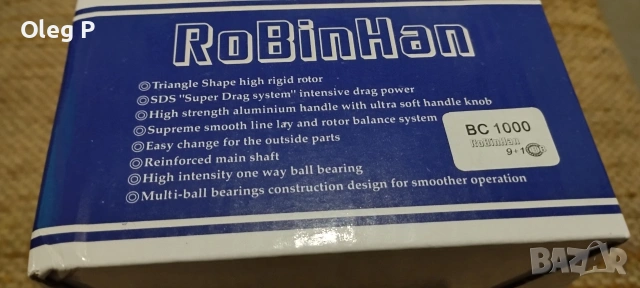 Oleg P
RoBinHan
◎Triangle Shape high rigid rotor
◎SDS "Super Drag system" intensive drag power
◎High strength aluminium handle with ultra soft handle knob
◎Supreme smooth line læy and rotor balance system
◎Easy change for the outside parts
◎Reinforced main shaft
◎High intensity one way ball bearing
◎Multi-ball bearings construction design for smoother operation
BC 1000
RoBinHan
9+1
BAZAR